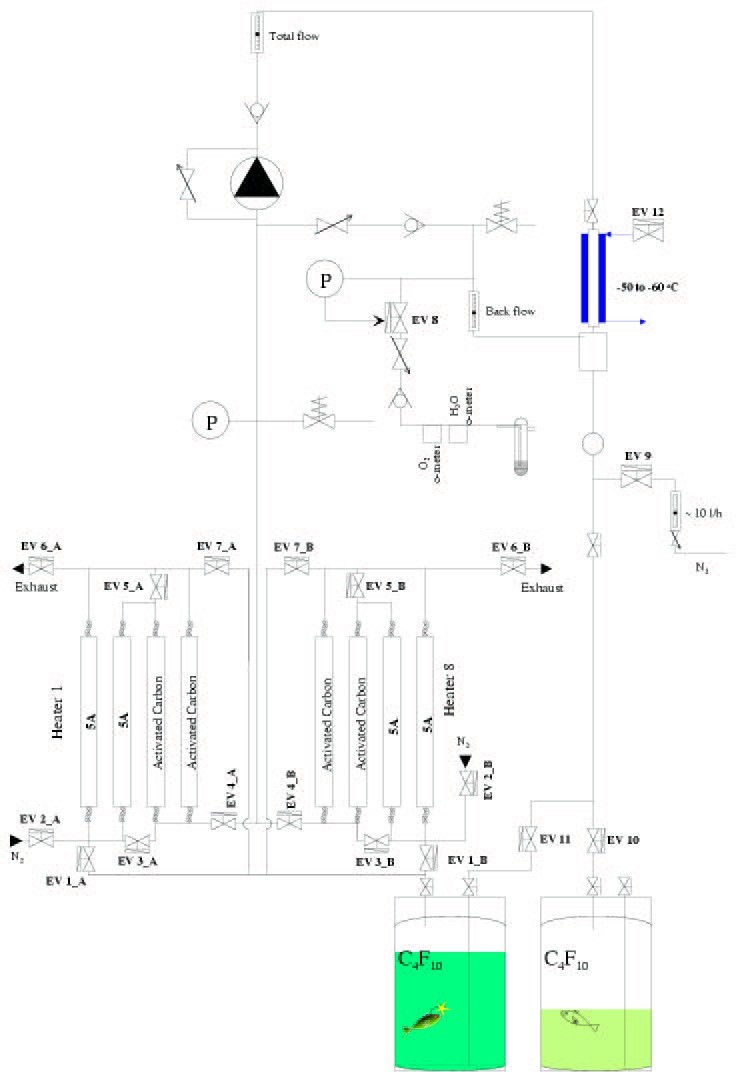 Total flow
EV 12
-50 to -60 °C
P
EV 8
Back flow
P
H₂O
c-meter
O₂
c-meter
EV 9
~ 10 l/h
N₂
EV 6_A
EV 7_A
EV 7_B
EV 6_B
Exhaust
EV 5_A
EV 5_B
Exhaust
Heater 1
5A
5A
Activated Carbon
Activated Carbon
Activated Carbon
Activated Carbon
5A
5A
Heater 8
N₂
EV 2_B
EV 4_A
EV 4_B
EV 2_A
N₂
EV 3_A
EV 3_B
EV 1_A
EV 1_B
EV 11
EV 10
C₄F₁₀
C₄F₁₀